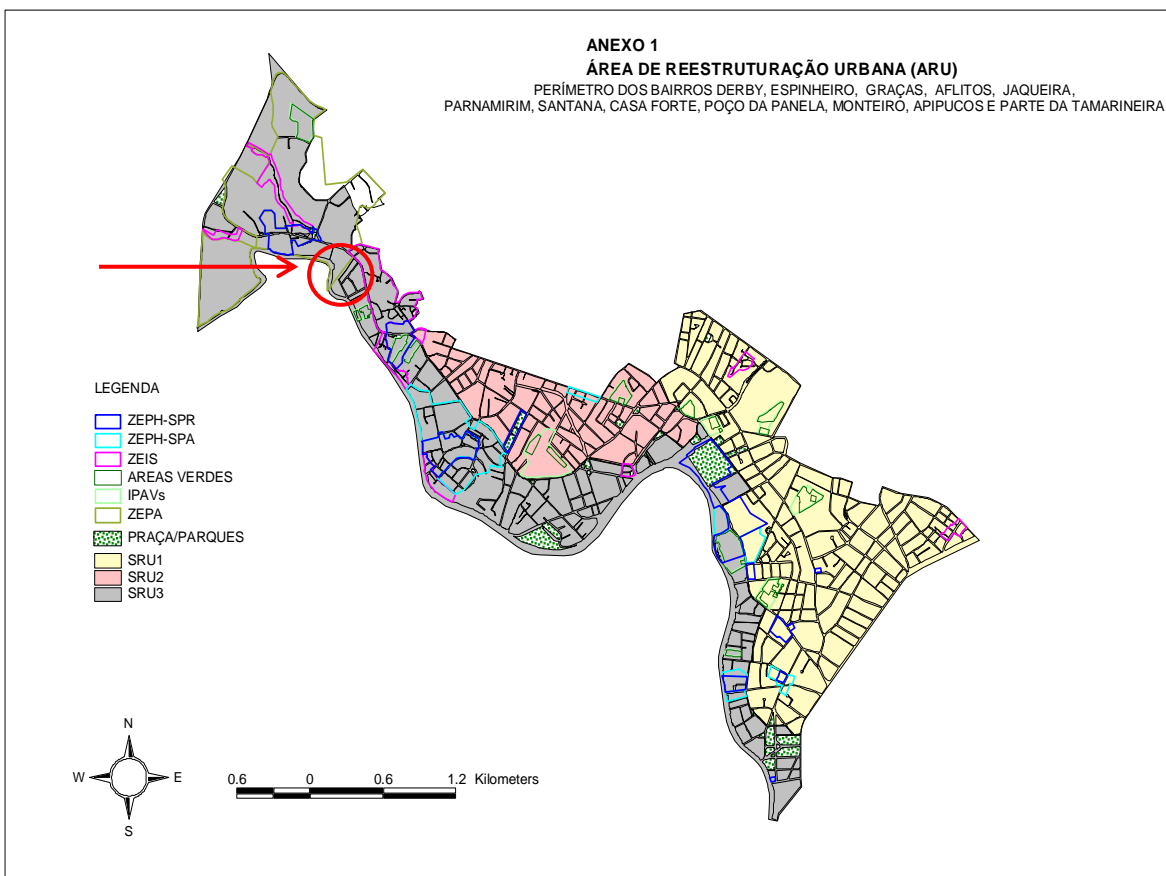 ANEXO 1
ÁREA DE REESTRUTURAÇÃO URBANA (ARU)
PERÍMETRO DOS BAIRROS DERBY, ESPINHEIRO, GRAÇAS, AFLITOS, JAQUEIRA,
PARNAMIRIM, SANTANA, CASA FORTE, POÇO DA PANELA, MONTEIRO, APIPUCOS E PARTE DA TAMARINEIRA
LEGENDA
ZEPH-SPR
ZEPH-SPA
ZEIS
AREAS VERDES
IPAVs
ZEPA
PRAÇA/PARQUES
SRU1
SRU2
SRU3
N
W E
S
0.6 0 0.6 1.2 Kilometers